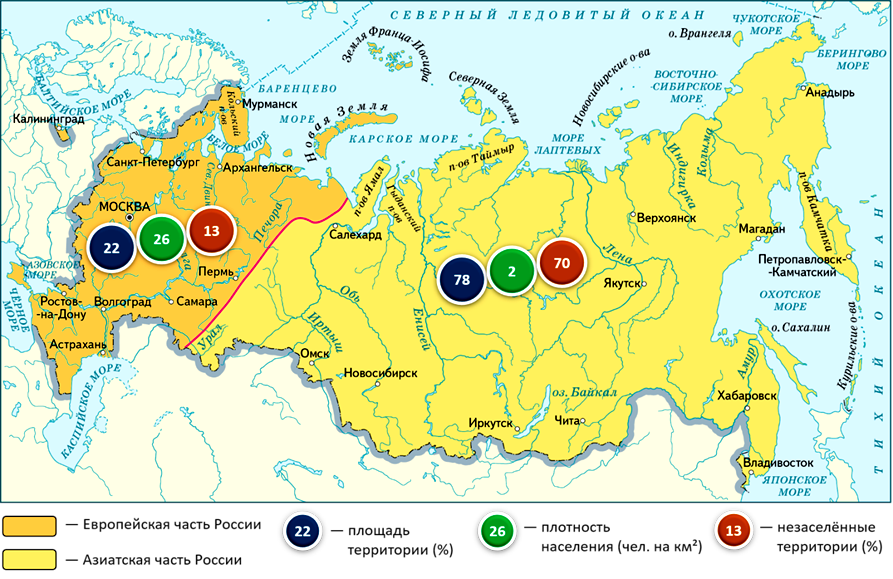 СЕВЕРНЫЙ ЛЕДОВИТЫЙ ОКЕАН
ЧУКОТСКОЕ
МОРЕ
о. Врангеля
БЕРИНГОВО
МОРЕ
Земля Франца-Иосифа
Северная Земля
Новосибирские о-ва
ВОСТОЧНО-
СИБИРСКОЕ
МОРЕ
Анадырь
БАЛТИЙСКОЕ МОРЕ
Калининград
Мурманск
Кольский
п-ов
БАРЕНЦЕВО
МОРЕ
Новая Земля
КАРСКОЕ МОРЕ
МОРЕ
ЛАПТЕВЫХ
БЕЛОЕ МОРЕ
Санкт-Петербург
Архангельск
Сев. Двина
п-ов Ямал
Гыданский
п-ов
п-ов Таймыр
Индигирка
Колыма
п-ов Камчатка
МОСКВА
Печора
Салехард
Верхоянск
Магадан
22
26
13
Пермь
78
2
70
Лена
Якутск
Петропавловск-
Камчатский
АЗОВСКОЕ
МОРЕ
ЧЕРНОЕ
МОРЕ
Ростов-
на-Дону
Волгоград
Самара
Волга
Урал
Обь
Иртыш
Енисей
ОХОТСКОЕ
МОРЕ
о. Сахалин
Курильские о-ва
Астрахань
КАСПИЙСКОЕ МОРЕ
Омск
Новосибирск
оз. Байкал
Иркутск
Чита
Амур
Хабаровск
Владивосток
ЯПОНСКОЕ
МОРЕ
ТИХИЙ ОКЕАН
— Европейская часть России
— Азиатская часть России
22
— площадь
территории (%)
26
— плотность
населения (чел. на км²)
13
— незаселённые
территории (%)